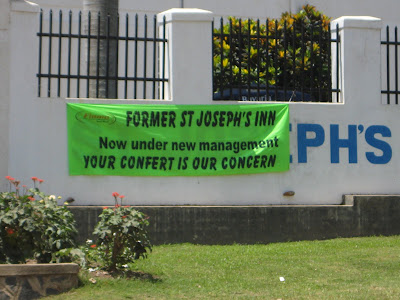 FORMER ST JOSEPH'S INN
Now under new management
YOUR CONFERT IS OUR CONCERN
EPH'S